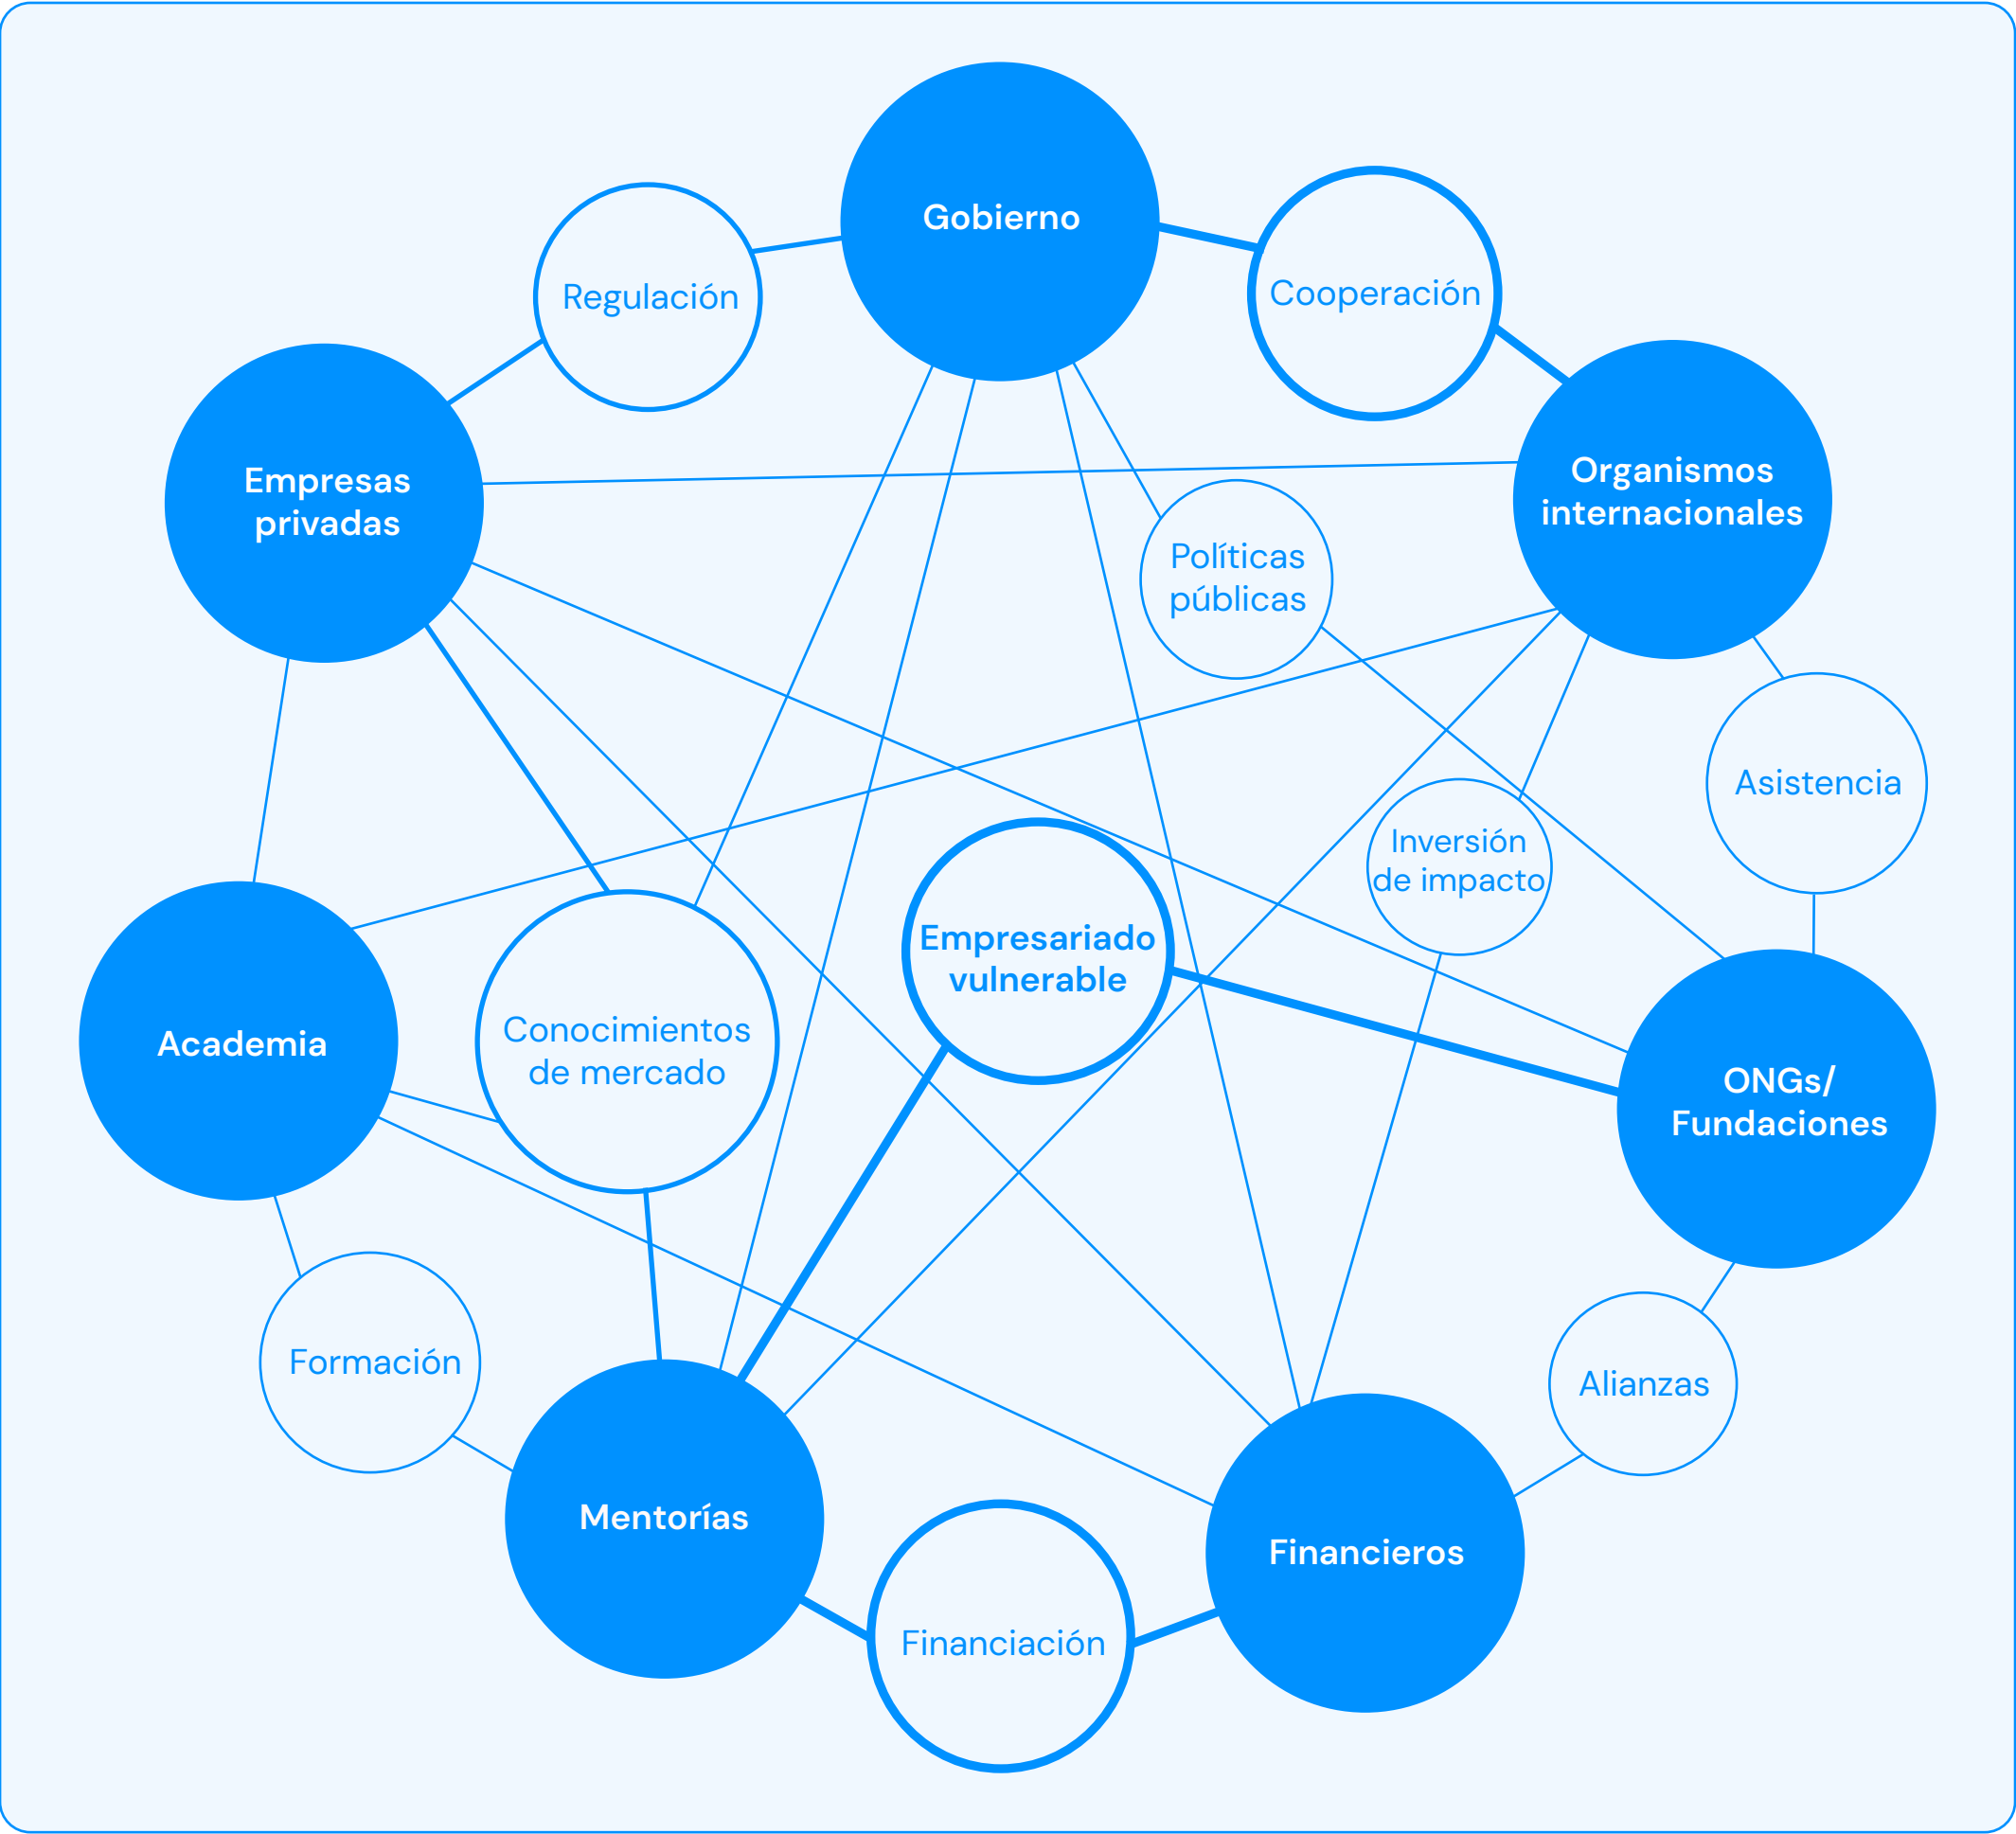 Gobierno
Regulación
Cooperación
Empresas
privadas
Organismos
internacionales
Políticas
públicas
Asistencia
Inversión
de impacto
Empresariado
vulnerable
Academia
Conocimientos
de mercado
ONGs/
Fundaciones
Formación
Alianzas
Mentorías
Financieros
Financiación